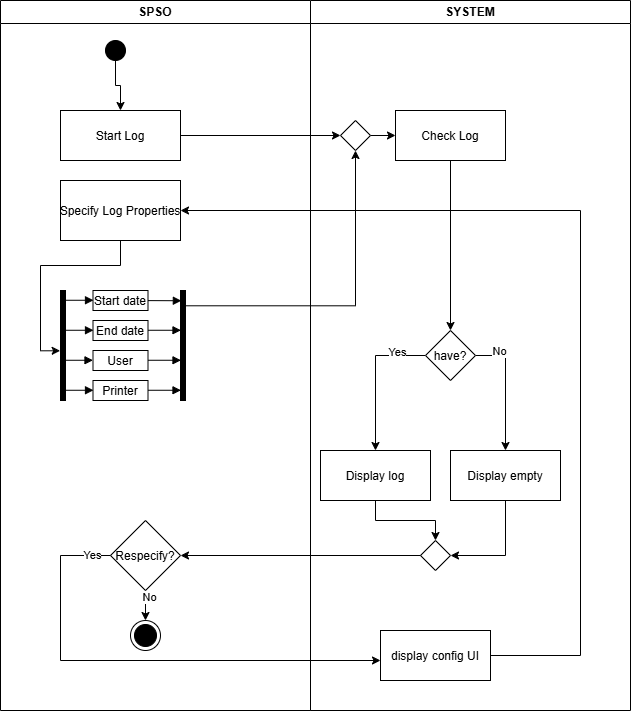 SPSO
SYSTEM
Start Log
Check Log
Specify Log Properties
Start date
End date
User
Printer
have?
Yes
No
Display log
Display empty
Respecify?
Yes
No
display config UI